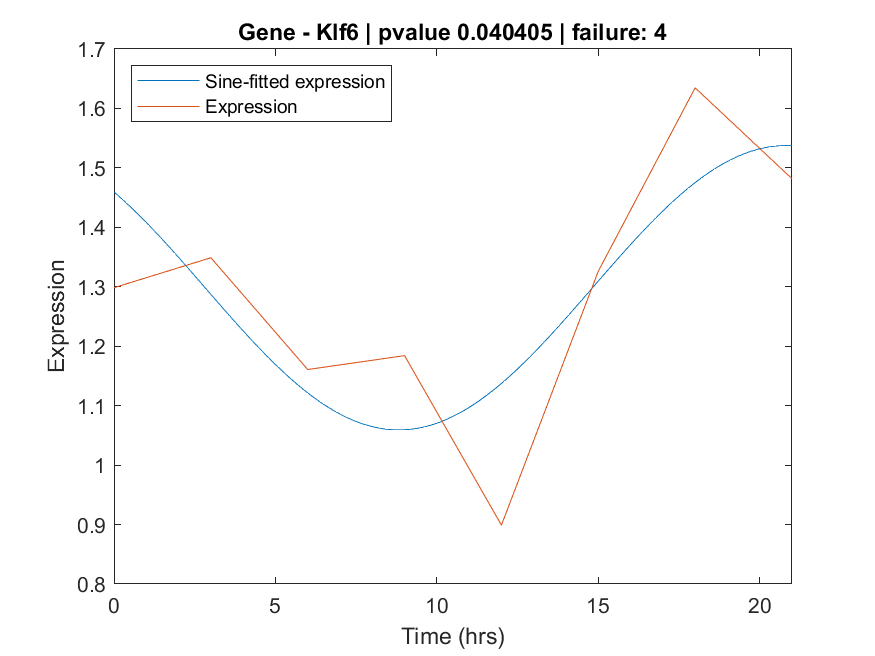 Gene - Klf6 | pvalue 0.040405 | failure: 4
1.7
1.6
1.5
1.4
1.3
1.2
1.1
1
0.9
0.8
Sine-fitted expression
Expression
Expression
0 5 10 15 20
Time (hrs)